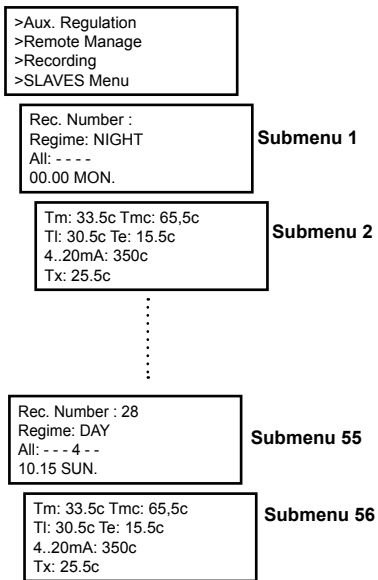 >Aux. Regulation
>Remote Manage
>Recording
>SLAVES Menu
Rec. Number :
Regime: NIGHT
All: - - - -
00.00 MON.
Submenu 1
Tm: 33.5c Tmc: 65,5c
Tl: 30.5c Te: 15.5c
4..20mA: 350c
Tx: 25.5c
Submenu 2
Rec. Number : 28
Regime: DAY
All: - - - 4 - -
10.15 SUN.
Submenu 55
Tm: 33.5c Tmc: 65,5c
Tl: 30.5c Te: 15.5c
4..20mA: 350c
Tx: 25.5c
Submenu 56